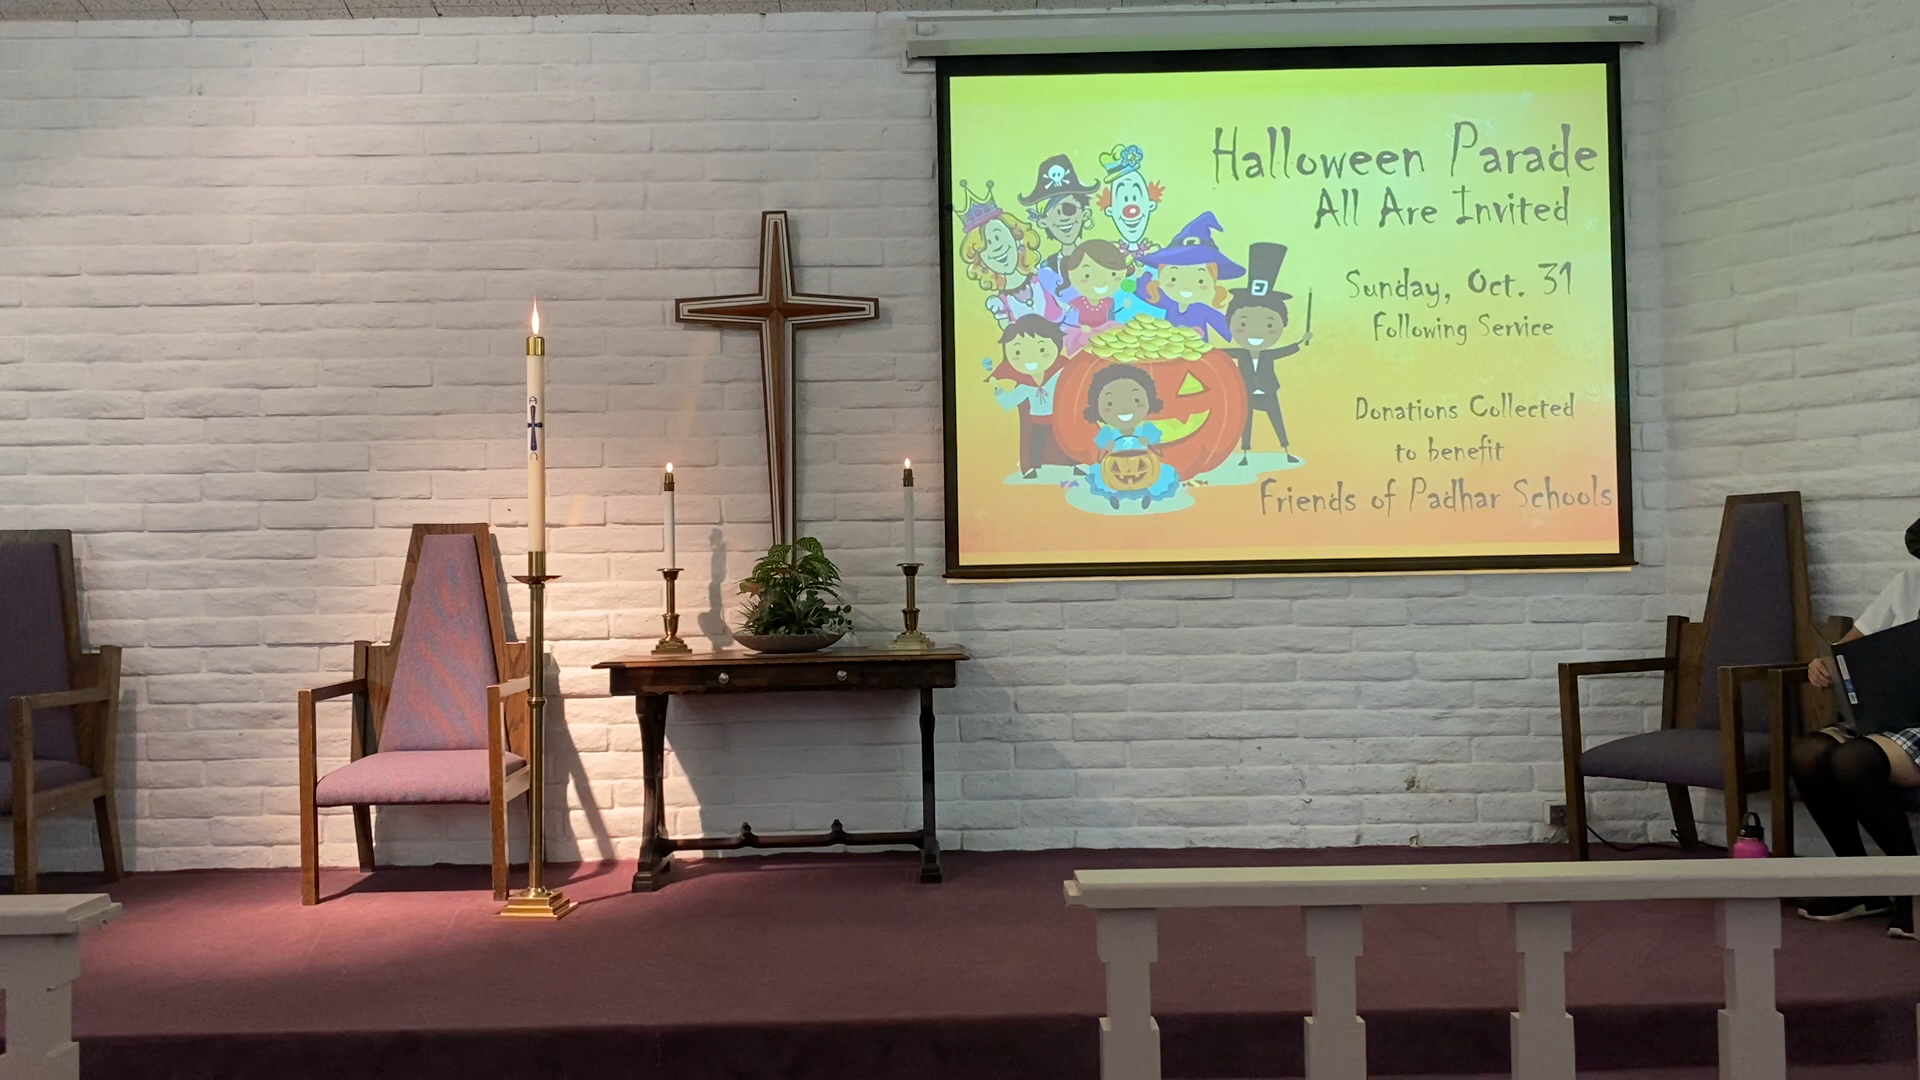 Halloween Parade
All Are Invited
Sunday, Oct. 31
Following Service
Donations Collected
to benefit
Friends of Padhar Schools